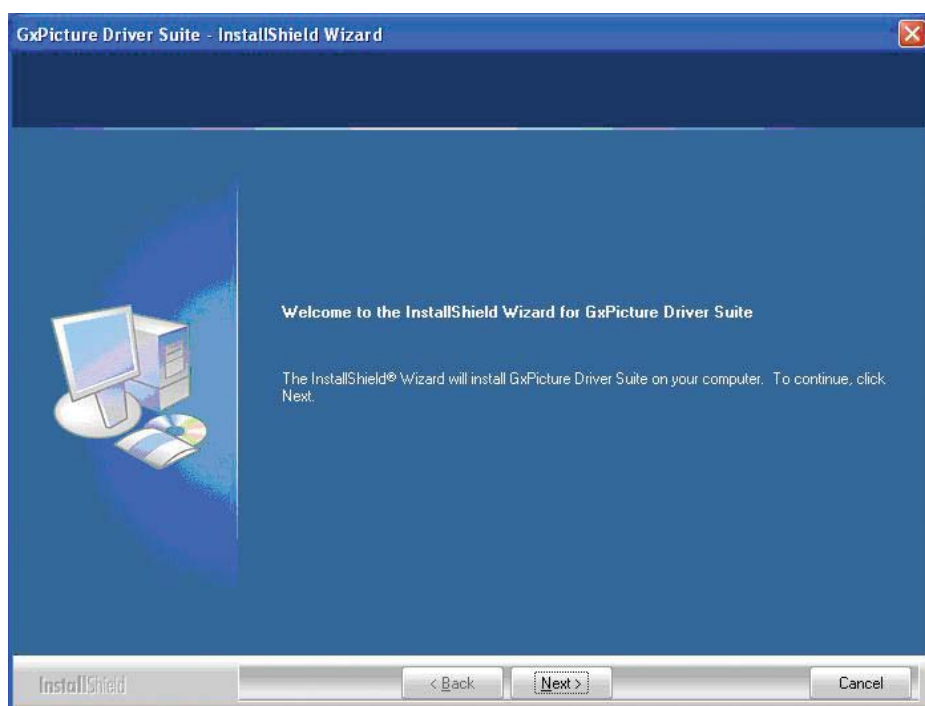 GxPicture Driver Suite - InstallShield Wizard
Welcome to the InstallShield Wizard for GxPicture Driver Suite
The InstallShield® Wizard will install GxPicture Driver Suite on your computer. To continue, click
Next.
InstallShield
< Back Next > Cancel